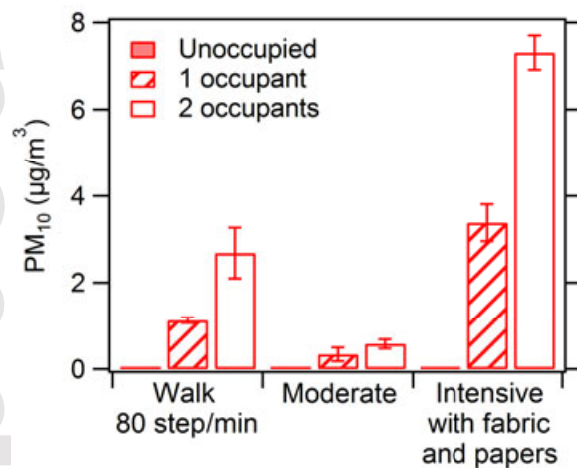 8
6
4
2
0
PM₁₀ (µg/m³)
Unoccupied
1 occupant
2 occupants
Walk
80 step/min
Moderate
Intensive
with fabric
and papers